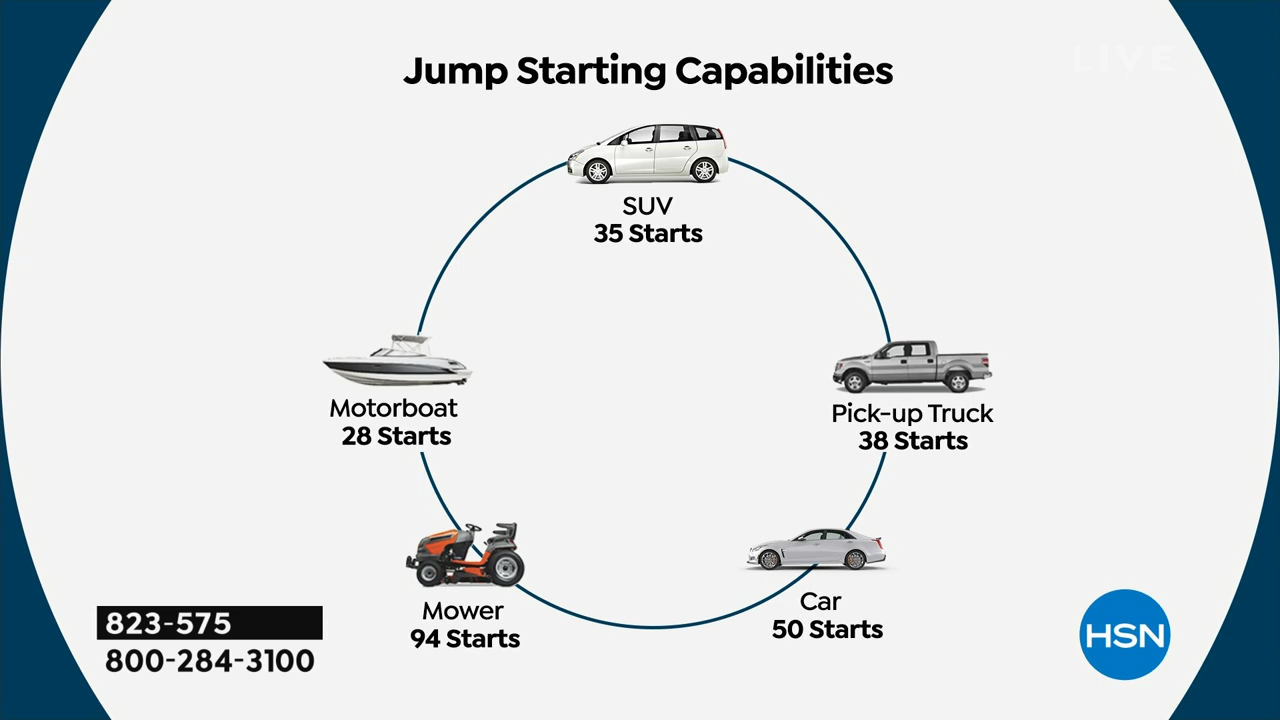 LIVE
Jump Starting Capabilities
SUV
35 Starts
Motorboat
28 Starts
Pick-up Truck
38 Starts
Mower
94 Starts
Car
50 Starts
823-575
800-284-3100
HSN